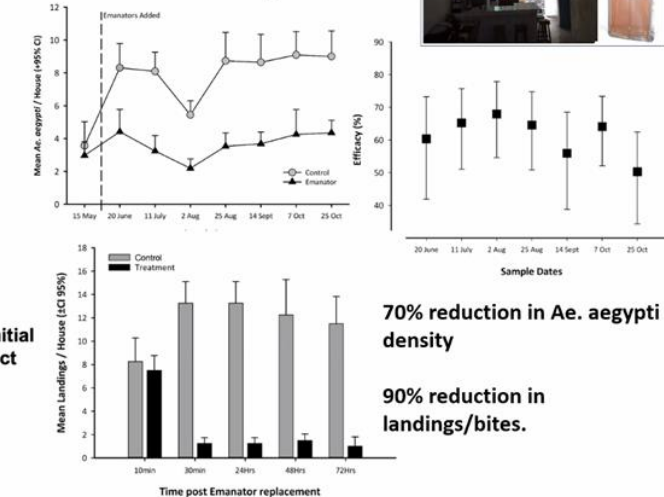 12
10
8
6
4
2
0
Mean Ae. aegypti / House (+95% CI)
Emanators Added
Control
Emanator
15 May 20 June 11 July 2 Aug 25 Aug 14 Sept 7 Oct 25 Oct
90
80
70
60
50
40
Efficacy (%)
20 June 11 July 2 Aug 25 Aug 14 Sept 7 Oct 25 Oct
Sample Dates
itial
ct
18
16
14
12
10
8
6
4
2
0
Mean Landings / House (±CI 95%)
Control
Treatment
10min 30min 24Hrs 48Hrs 72Hrs
Time post Emanator replacement
70% reduction in Ae. aegypti
density
90% reduction in
landings/bites.